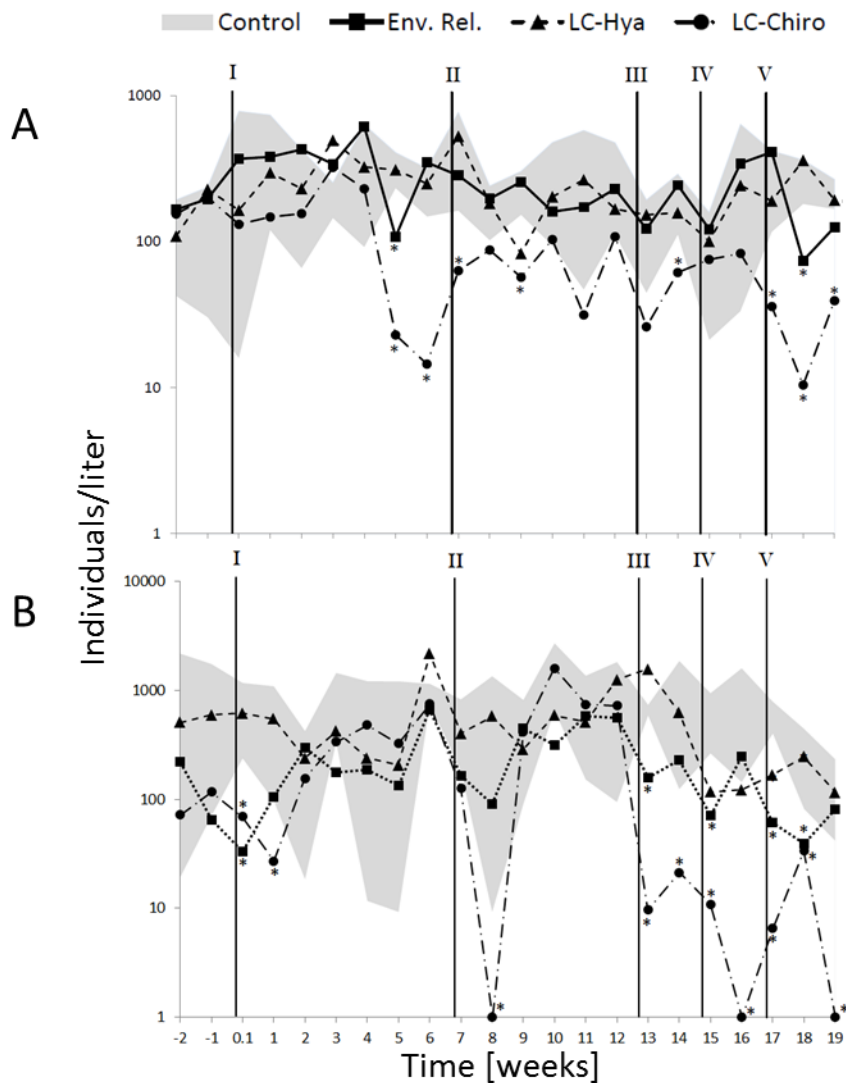 Control Env. Rel. LC-Hya LC-Chiro
I II III IV V
A
1000
100
10
1
* * * * * * * * * *
Individuals/liter
I II III IV V
B
10000
1000
100
10
1
* * * * * * * * * * * * * *
-2 -1 0.1 1 2 3 4 5 6 7 8 9 10 11 12 13 14 15 16 17 18 19
Time [weeks]